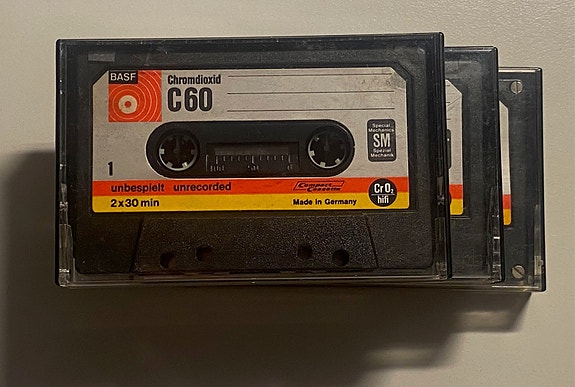 BASF
Chromdioxid
C60
Special
Mechanics
SM
Spezial
Mechanik
1
unbespielt unrecorded
Compact
Cassette
CrO2
hifi
2x30 min
Made in Germany